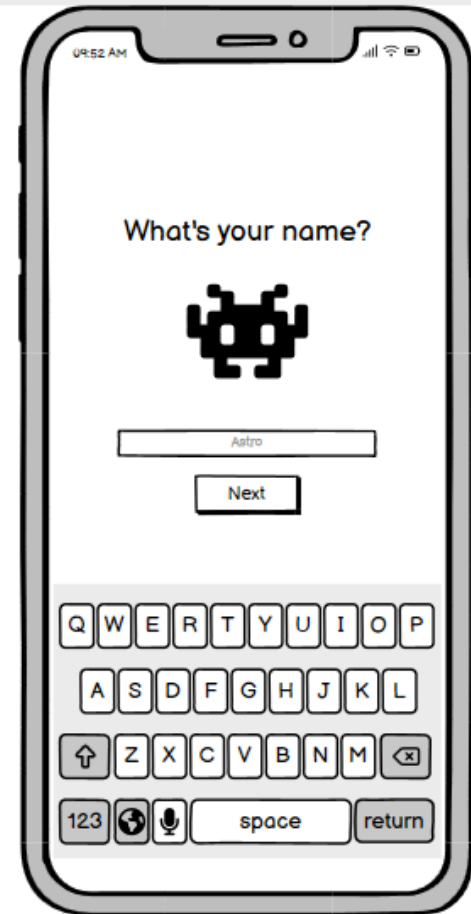 09:52 AM
What's your name?
Astro
Next
Q W E R T Y U I O P
A S D F G H J K L
Z X C V B N M
123 space return